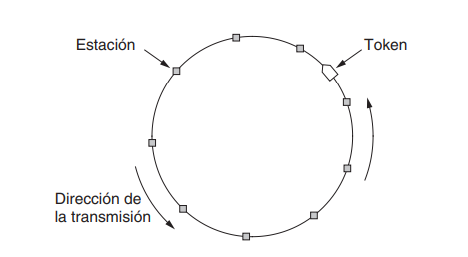 Estación
Token
Dirección de
la transmisión